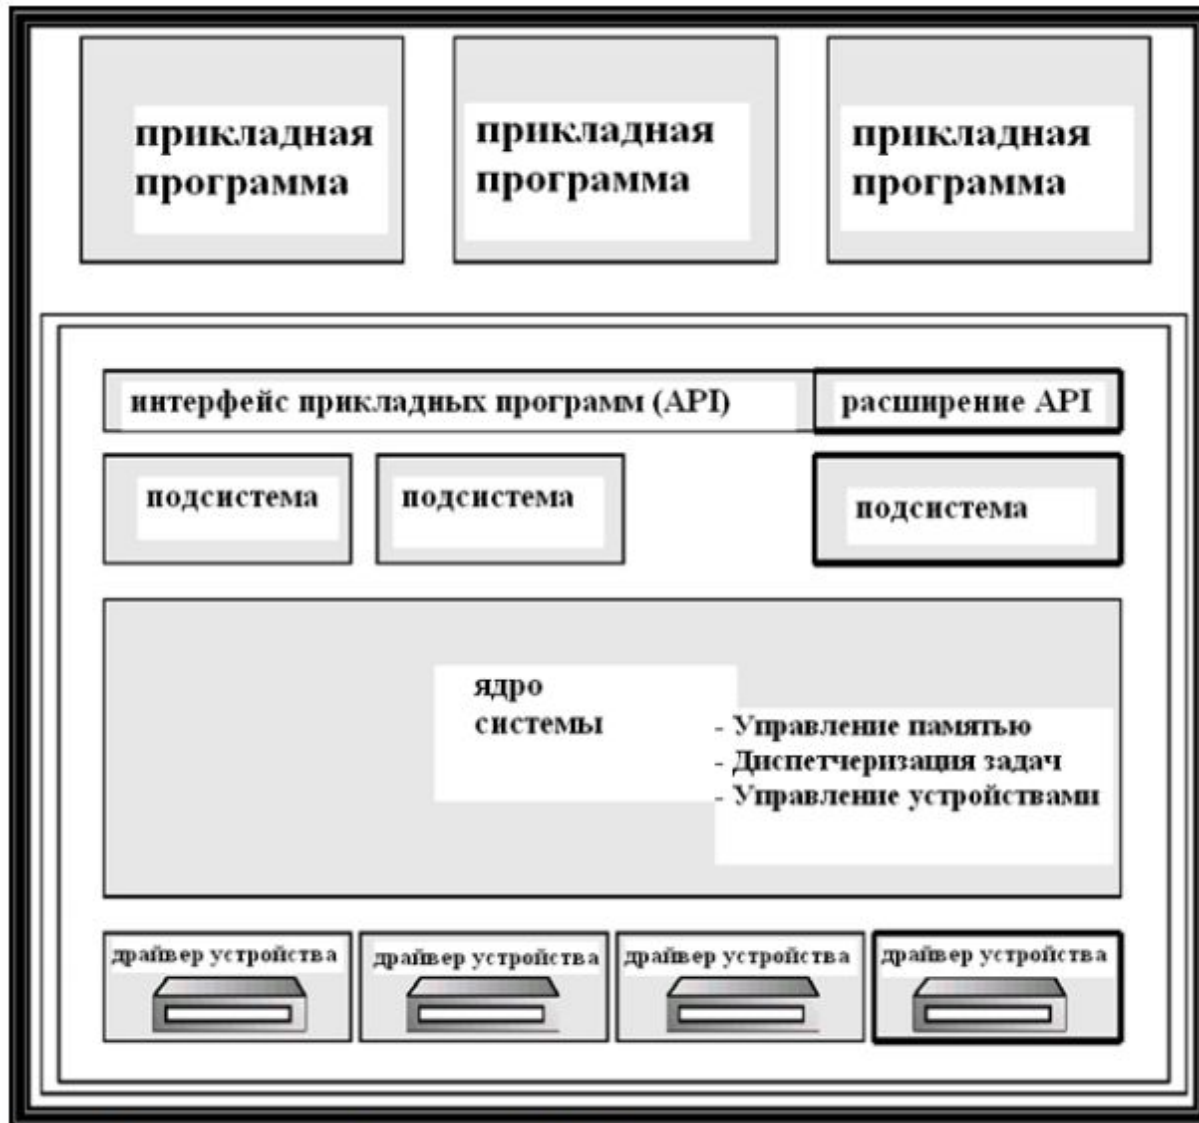 прикладная
программа
прикладная
программа
прикладная
программа
интерфейс прикладных программ (API)
расширение API
подсистема
подсистема
подсистема
ядро
системы
- Управление памятью
- Диспетчеризация задач
- Управление устройствами
драйвер устройства
драйвер устройства
драйвер устройства
драйвер устройства